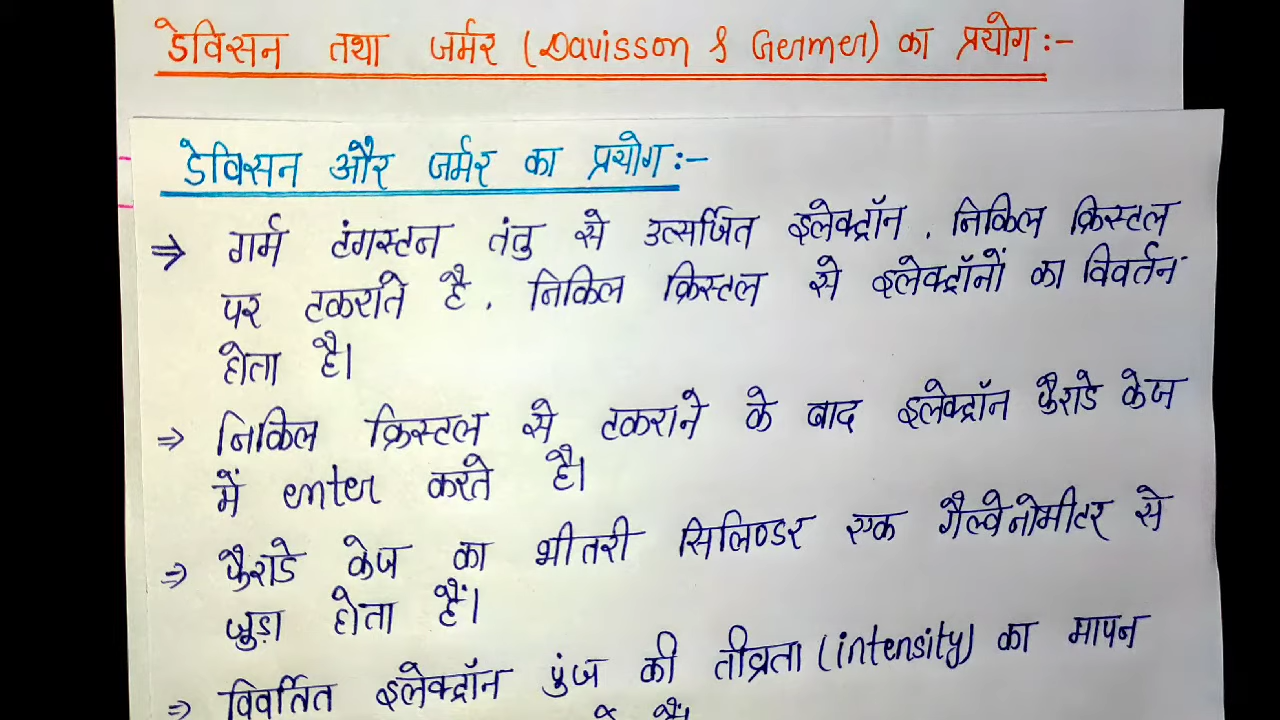 डेविसन तथा जर्मर (Davisson & Germer) का प्रयोग :-
डेविसन और जर्मर का प्रयोग :-
⇒ गर्म टंगस्टन तंतु से उत्सर्जित इलेक्ट्रॉन , निकिल क्रिस्टल
पर टकराते है , निकिल क्रिस्टल से इलेक्ट्रॉनों का विवर्तन
होता है।
⇒ निकिल क्रिस्टल से टकराने के बाद इलेक्ट्रॉन फैराडे केज
में enter करते है।
⇒ फैराडे केज का भीतरी सिलिण्डर एक गैल्वेनोमीटर से
जुड़ा होता हैं।
⇒ विवर्तित इलेक्ट्रॉन पुंज की तीव्रता (intensity) का मापन